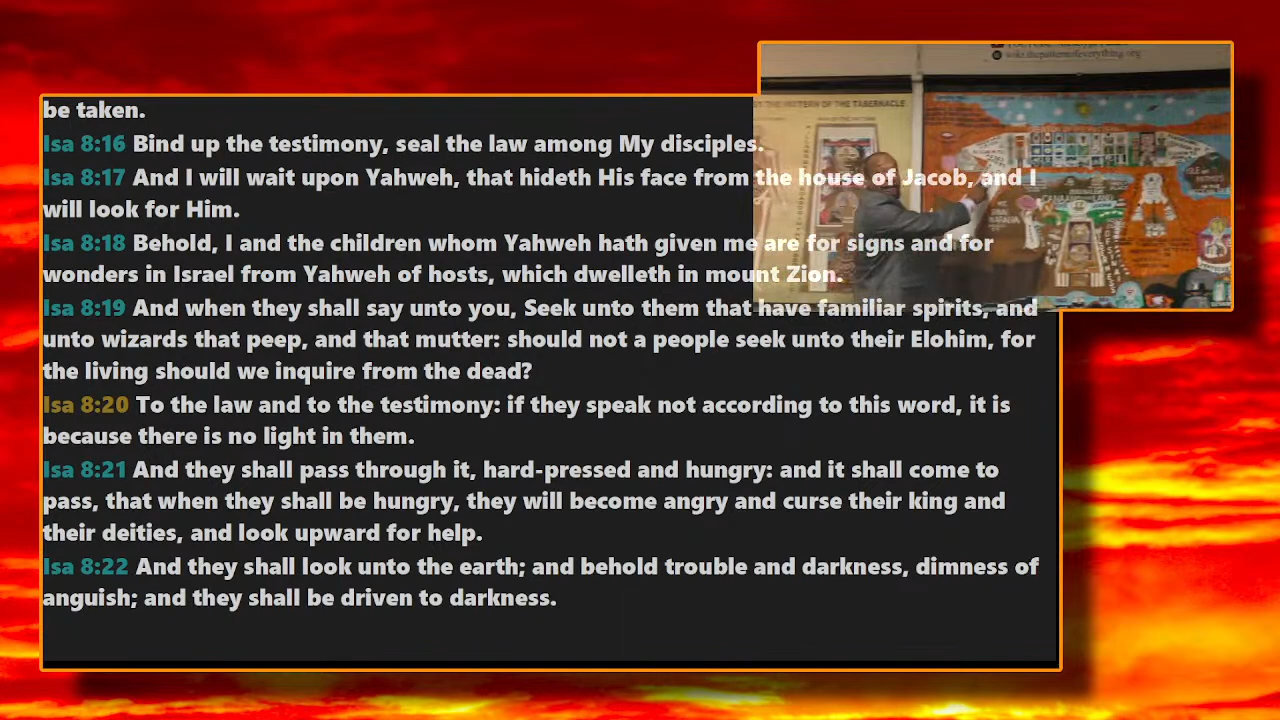 wiki.thepatternofeverything.org
THE PATTERN OF THE TABERNACLE
be taken.
Isa 8:16 Bind up the testimony, seal the law among My disciples.
Isa 8:17 And I will wait upon Yahweh, that hideth His face from the house of Jacob, and I
will look for Him.
Isa 8:18 Behold, I and the children whom Yahweh hath given me are for signs and for
wonders in Israel from Yahweh of hosts, which dwelleth in mount Zion.
Isa 8:19 And when they shall say unto you, Seek unto them that have familiar spirits, and
unto wizards that peep, and that mutter: should not a people seek unto their Elohim, for
the living should we inquire from the dead?
Isa 8:20 To the law and to the testimony: if they speak not according to this word, it is
because there is no light in them.
Isa 8:21 And they shall pass through it, hard-pressed and hungry: and it shall come to
pass, that when they shall be hungry, they will become angry and curse their king and
their deities, and look upward for help.
Isa 8:22 And they shall look unto the earth; and behold trouble and darkness, dimness of
anguish; and they shall be driven to darkness.